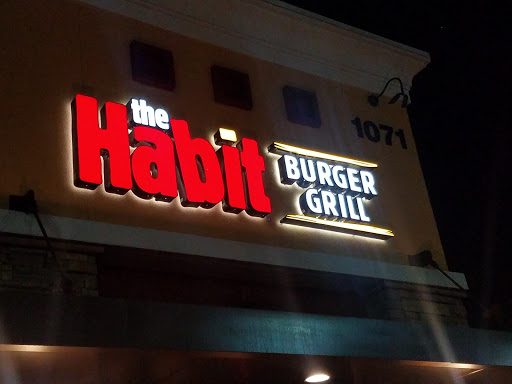 the
Habit
BURGER
GRILL
1071